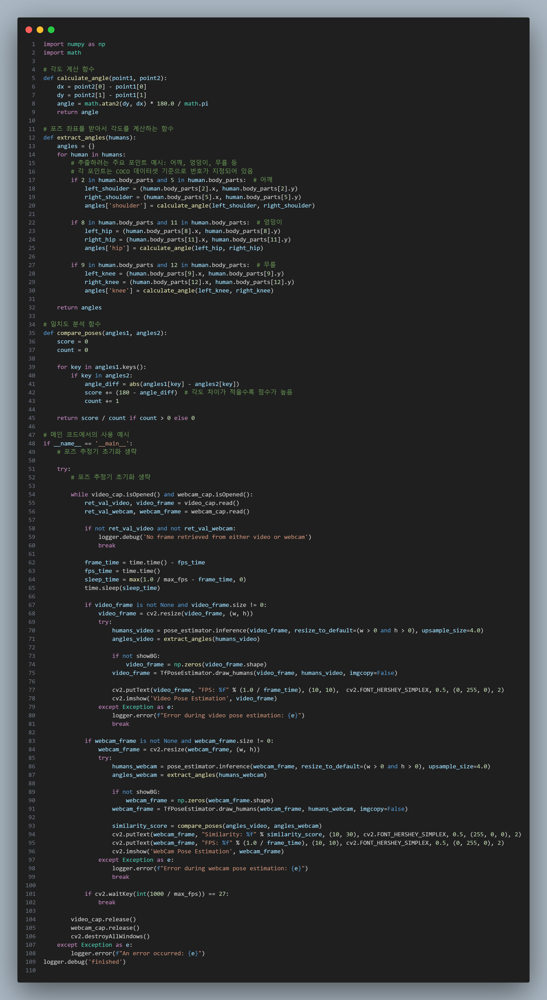 1 import numpy as np
2 import math
3
4 # 각도 계산 함수
5 def calculate_angle(point1, point2):
6     dx = point2[0] - point1[0]
7     dy = point2[1] - point1[1]
8     angle = math.atan2(dy, dx) * 180.0 / math.pi
9     return angle
10
11 # 포즈 좌표를 받아서 각도를 계산하는 함수
12 def extract_angles(humans):
13     angles = {}
14     for human in humans:
15         # 추출하려는 주요 포인트 예시: 어깨, 엉덩이, 무릎 등
16         # 각 포인트는 COCO 데이터셋 기준으로 번호가 지정되어 있음
17         if 2 in human.body_parts and 5 in human.body_parts:  # 어깨
18             left_shoulder = (human.body_parts[2].x, human.body_parts[2].y)
19             right_shoulder = (human.body_parts[5].x, human.body_parts[5].y)
20             angles['shoulder'] = calculate_angle(left_shoulder, right_shoulder)
21
22         if 8 in human.body_parts and 11 in human.body_parts:  # 엉덩이
23             left_hip = (human.body_parts[8].x, human.body_parts[8].y)
24             right_hip = (human.body_parts[11].x, human.body_parts[11].y)
25             angles['hip'] = calculate_angle(left_hip, right_hip)
26
27         if 9 in human.body_parts and 12 in human.body_parts:  # 무릎
28             left_knee = (human.body_parts[9].x, human.body_parts[9].y)
29             right_knee = (human.body_parts[12].x, human.body_parts[12].y)
30             angles['knee'] = calculate_angle(left_knee, right_knee)
31
32     return angles
33
34 # 일치도 분석 함수
35 def compare_poses(angles1, angles2):
36     score = 0
37     count = 0
38
39     for key in angles1.keys():
40         if key in angles2:
41             angle_diff = abs(angles1[key] - angles2[key])
42             score += (180 - angle_diff)  # 각도 차이가 적을수록 점수가 높음
43             count += 1
44
45     return score / count if count > 0 else 0
46
47 # 메인 코드에서의 사용 예시
48 if __name__ == '__main__':
49     # 포즈 추정기 초기화 생략
50
51     try:
52         # 포즈 추정기 초기화 생략
53
54         while video_cap.isOpened() and webcam_cap.isOpened():
55             ret_val_video, video_frame = video_cap.read()
56             ret_val_webcam, webcam_frame = webcam_cap.read()
57
58             if not ret_val_video and not ret_val_webcam:
59                 logger.debug('No frame retrieved from either video or webcam')
60                 break
61
62             frame_time = time.time() - fps_time
63             fps_time = time.time()
64             sleep_time = max(1.0 / max_fps - frame_time, 0)
65             time.sleep(sleep_time)
66
67             if video_frame is not None and video_frame.size != 0:
68                 video_frame = cv2.resize(video_frame, (w, h))
69                 try:
70                     humans_video = pose_estimator.inference(video_frame, resize_to_default=(w > 0 and h > 0), upsample_size=4.0)
71                     angles_video = extract_angles(humans_video)
72
73                     if not showBG:
74                         video_frame = np.zeros(video_frame.shape)
75                     video_frame = TfPoseEstimator.draw_humans(video_frame, humans_video, imgcopy=False)
76
77                     cv2.putText(video_frame, "FPS: %f" % (1.0 / frame_time), (10, 10),  cv2.FONT_HERSHEY_SIMPLEX, 0.5, (0, 255, 0), 2)
78                     cv2.imshow('Video Pose Estimation', video_frame)
79                 except Exception as e:
80                     logger.error(f"Error during video pose estimation: {e}")
81                     break
82
83             if webcam_frame is not None and webcam_frame.size != 0:
84                 webcam_frame = cv2.resize(webcam_frame, (w, h))
85                 try:
86                     humans_webcam = pose_estimator.inference(webcam_frame, resize_to_default=(w > 0 and h > 0), upsample_size=4.0)
87                     angles_webcam = extract_angles(humans_webcam)
88
89                     if not showBG:
90                         webcam_frame = np.zeros(webcam_frame.shape)
91                     webcam_frame = TfPoseEstimator.draw_humans(webcam_frame, humans_webcam, imgcopy=False)
92
93                     similarity_score = compare_poses(angles_video, angles_webcam)
94                     cv2.putText(webcam_frame, "Similarity: %f" % similarity_score, (10, 30), cv2.FONT_HERSHEY_SIMPLEX, 0.5, (255, 0, 0), 2)
95                     cv2.putText(webcam_frame, "FPS: %f" % (1.0 / frame_time), (10, 10), cv2.FONT_HERSHEY_SIMPLEX, 0.5, (0, 255, 0), 2)
96                     cv2.imshow('WebCam Pose Estimation', webcam_frame)
97                 except Exception as e:
98                     logger.error(f"Error during webcam pose estimation: {e}")
99                     break
100
101             if cv2.waitKey(int(1000 / max_fps)) == 27:
102                 break
103
104         video_cap.release()
105         webcam_cap.release()
106         cv2.destroyAllWindows()
107     except Exception as e:
108         logger.error(f"An error occurred: {e}")
109 logger.debug('finished')
110